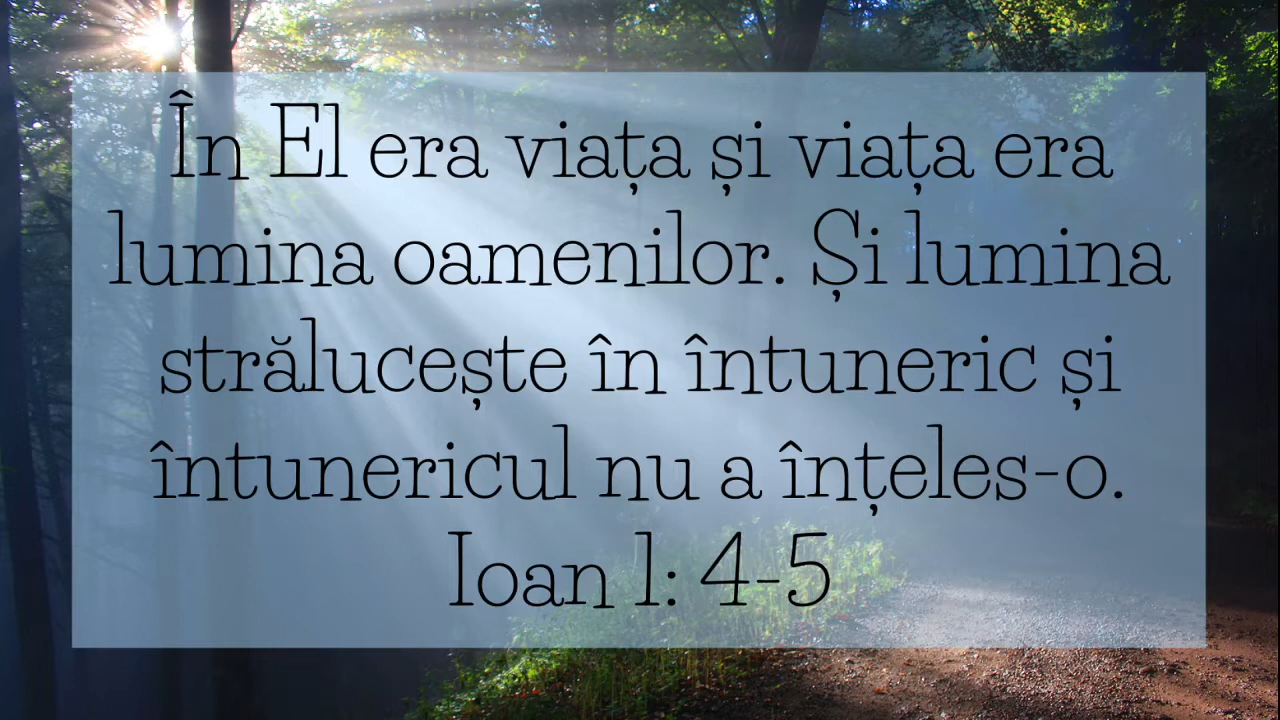 În El era viața și viața era
lumina oamenilor. Și lumina
strălucește în întuneric și
întunericul nu a înțeles-o.
Ioan 1: 4-5